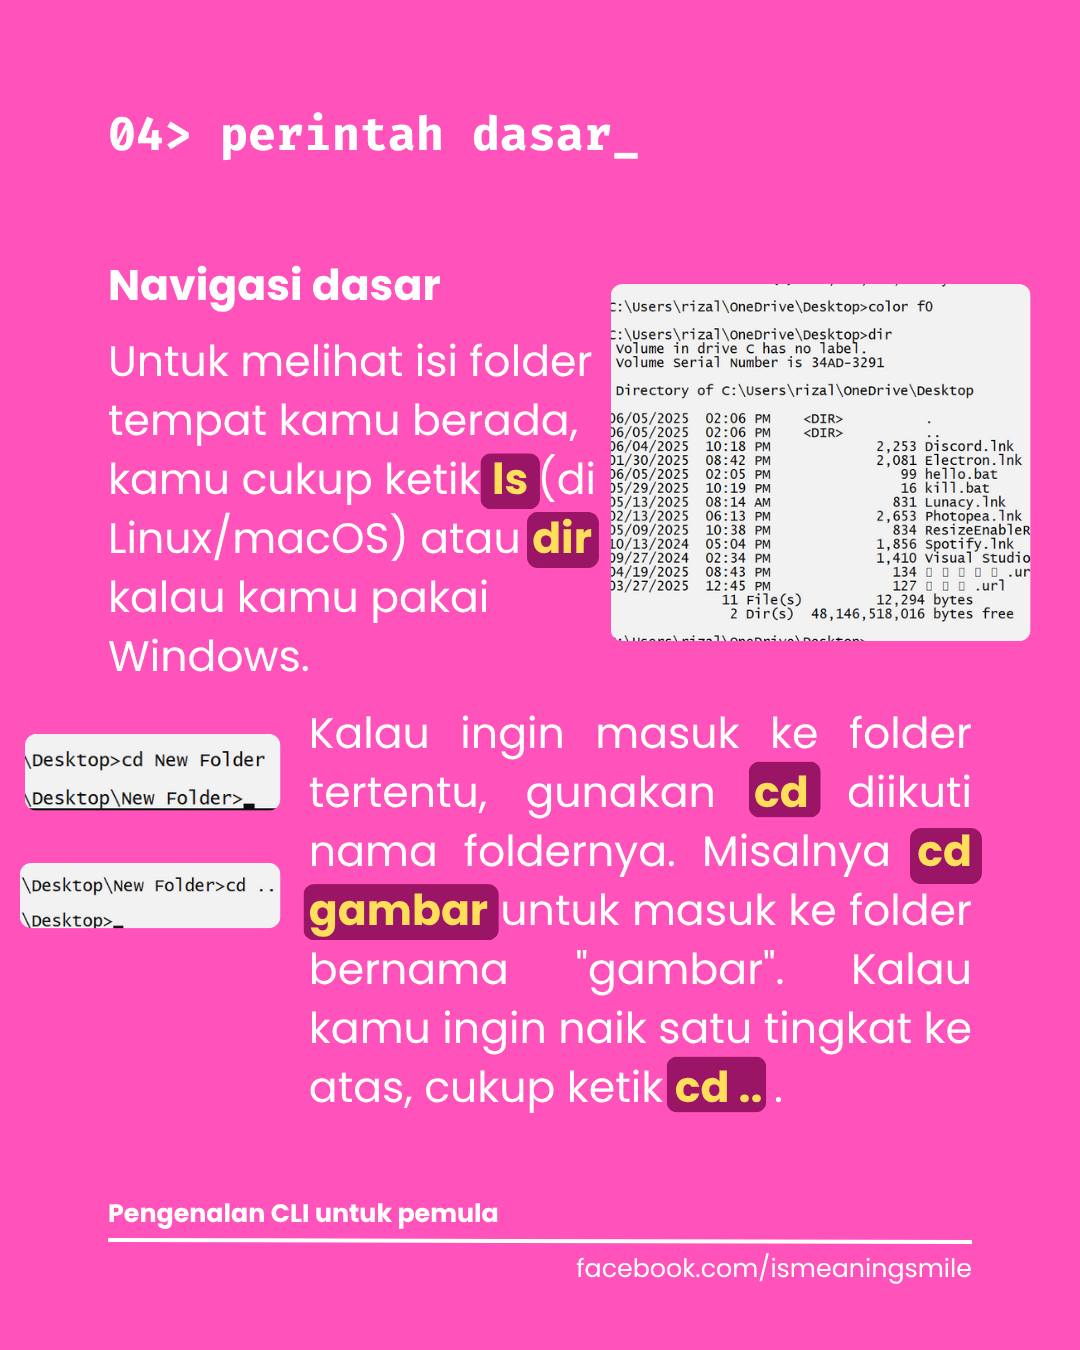 04> perintah dasar_
Navigasi dasar
Untuk melihat isi folder
tempat kamu berada,
kamu cukup ketik ls (di
Linux/macOS) atau dir
kalau kamu pakai
Windows.
C:\Users\rizal\OneDrive\Desktop>color f0
C:\Users\rizal\OneDrive\Desktop>dir
Volume in drive C has no label.
Volume Serial Number is 34AD-3291
Directory of C:\Users\rizal\OneDrive\Desktop
06/05/2025 02:06 PM <DIR> .
06/05/2025 02:06 PM <DIR> ..
06/04/2025 10:18 PM 2,253 Discord.lnk
01/30/2025 08:42 PM 2,081 Electron.lnk
06/05/2025 02:05 PM 99 hello.bat
05/29/2025 10:19 PM 16 kill.bat
05/13/2025 08:14 AM 831 Lunacy.lnk
02/13/2025 06:13 PM 2,653 Photopea.lnk
05/09/2025 10:38 PM 834 ResizeEnableR
10/13/2024 05:04 PM 1,856 Spotify.lnk
09/27/2024 02:34 PM 1,410 Visual Studio
04/19/2025 08:43 PM 134 .ur
03/27/2025 12:45 PM 127 .url
11 File(s) 12,294 bytes
2 Dir(s) 48,146,518,016 bytes free
\Desktop>cd New Folder
\Desktop\New Folder>_
\Desktop\New Folder>cd ..
\Desktop>_
Kalau ingin masuk ke folder
tertentu, gunakan cd diikuti
nama foldernya. Misalnya cd
gambar untuk masuk ke folder
bernama "gambar". Kalau
kamu ingin naik satu tingkat ke
atas, cukup ketik cd .. .
Pengenalan CLI untuk pemula
facebook.com/ismeaningsmile